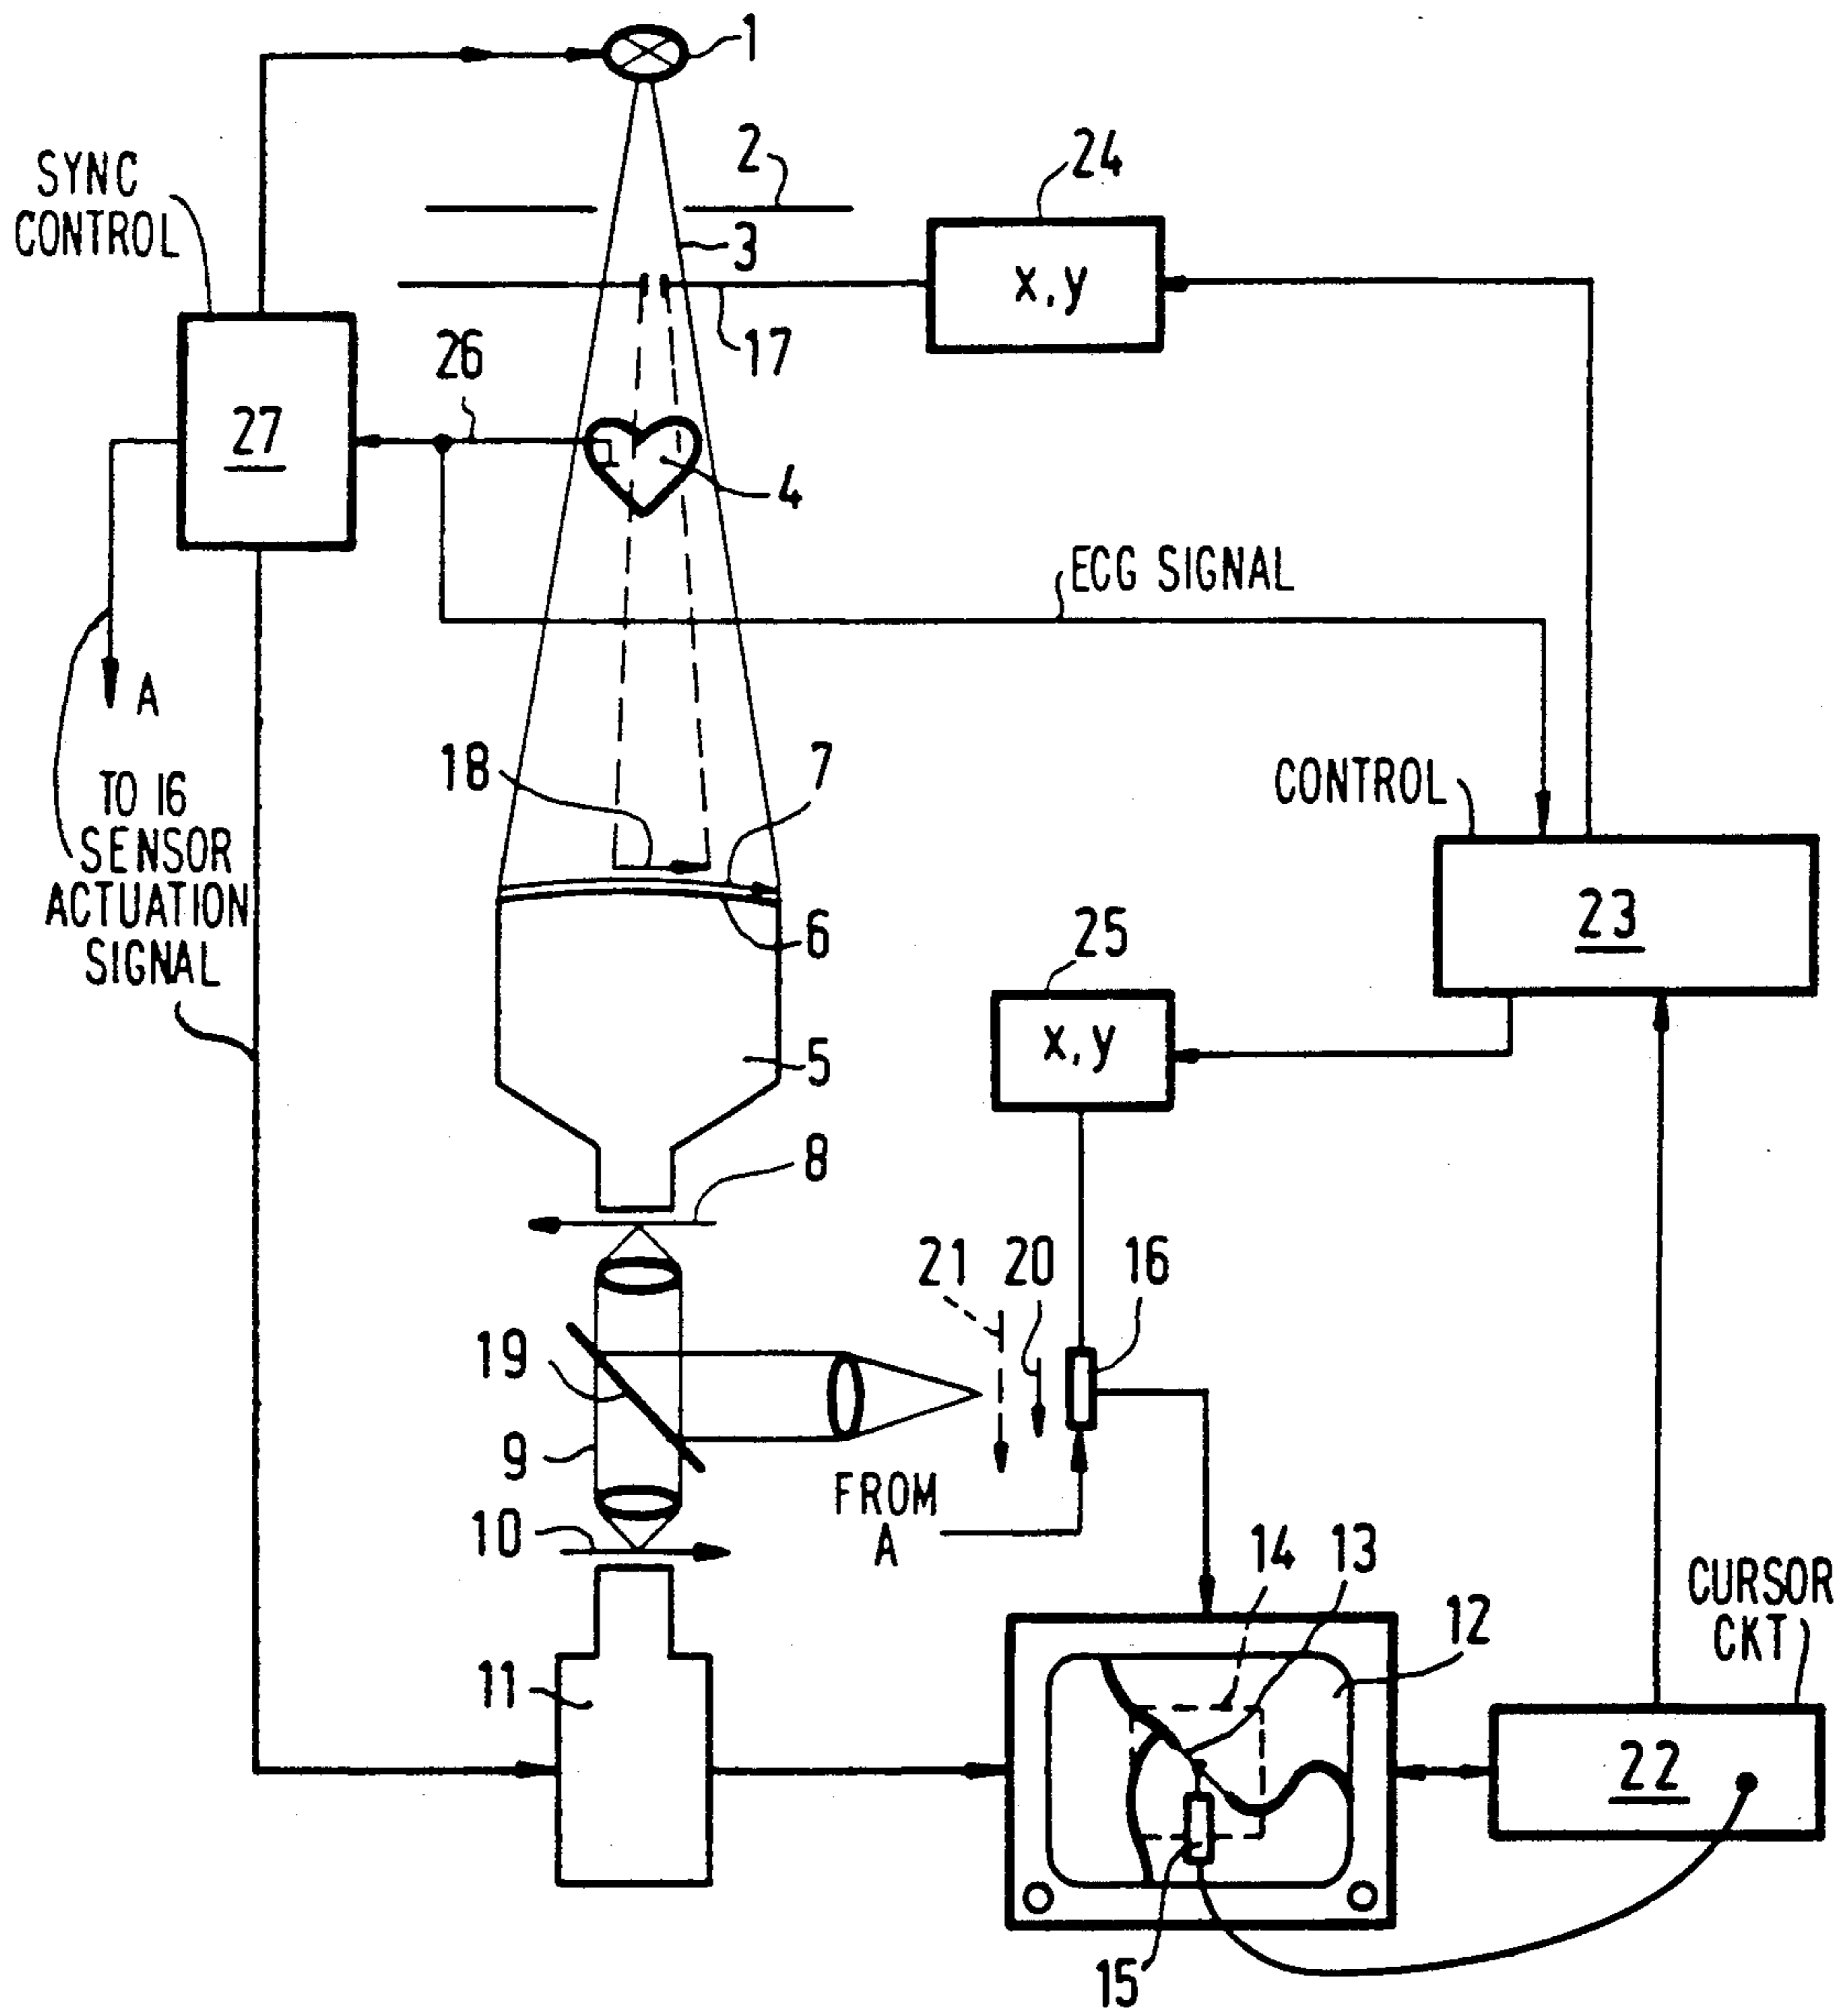 1
SYNC
CONTROL
2
24
3
x, y
17
26
27
4
ECG SIGNAL
A
18
7
CONTROL
TO 16
SENSOR
ACTUATION
SIGNAL
6
25
23
x, y
5
8
21
20
16
19
9
FROM
A
10
14
13
CURSOR
CKT
12
11
22
15